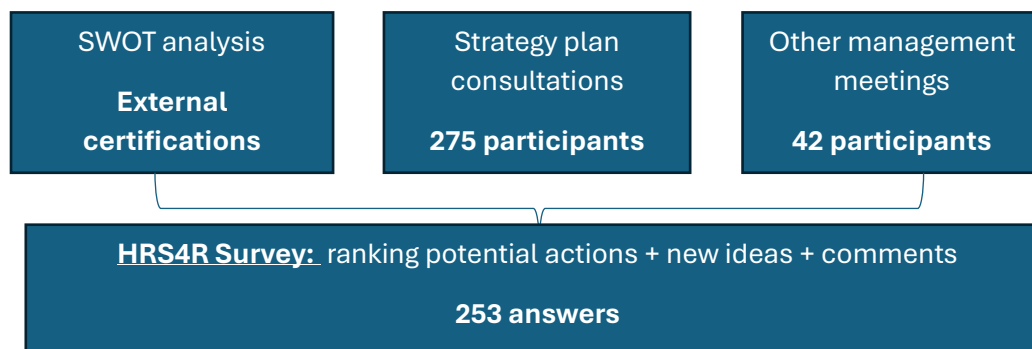 SWOT analysis
External
certifications
Strategy plan
consultations
275 participants
Other management
meetings
42 participants
HRS4R Survey: ranking potential actions + new ideas + comments
253 answers